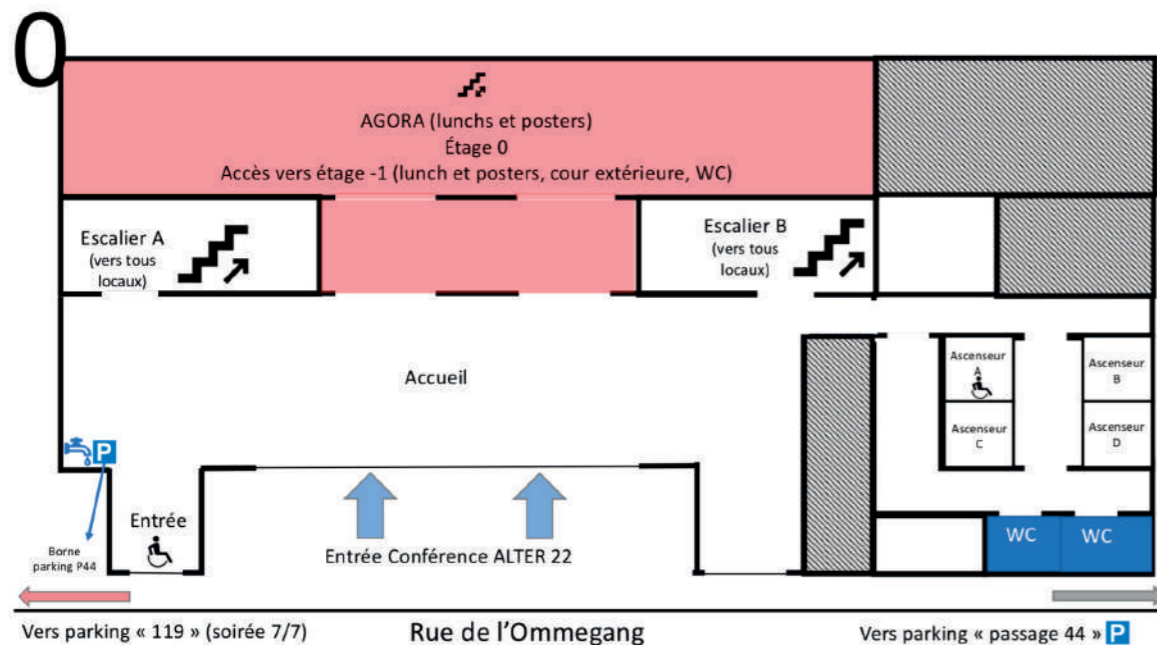 0
AGORA (lunchs et posters)
Étage 0
Accès vers étage -1 (lunch et posters, cour extérieure, WC)
Escalier A
(vers tous
locaux)
Escalier B
(vers tous
locaux)
Accueil
Ascenseur
A
Ascenseur
B
Ascenseur
C
Ascenseur
D
P
Entrée
Borne
parking P44
Entrée Conférence ALTER 22
WC
WC
Vers parking « 119 » (soirée 7/7)
Rue de l'Ommegang
Vers parking « passage 44 » P